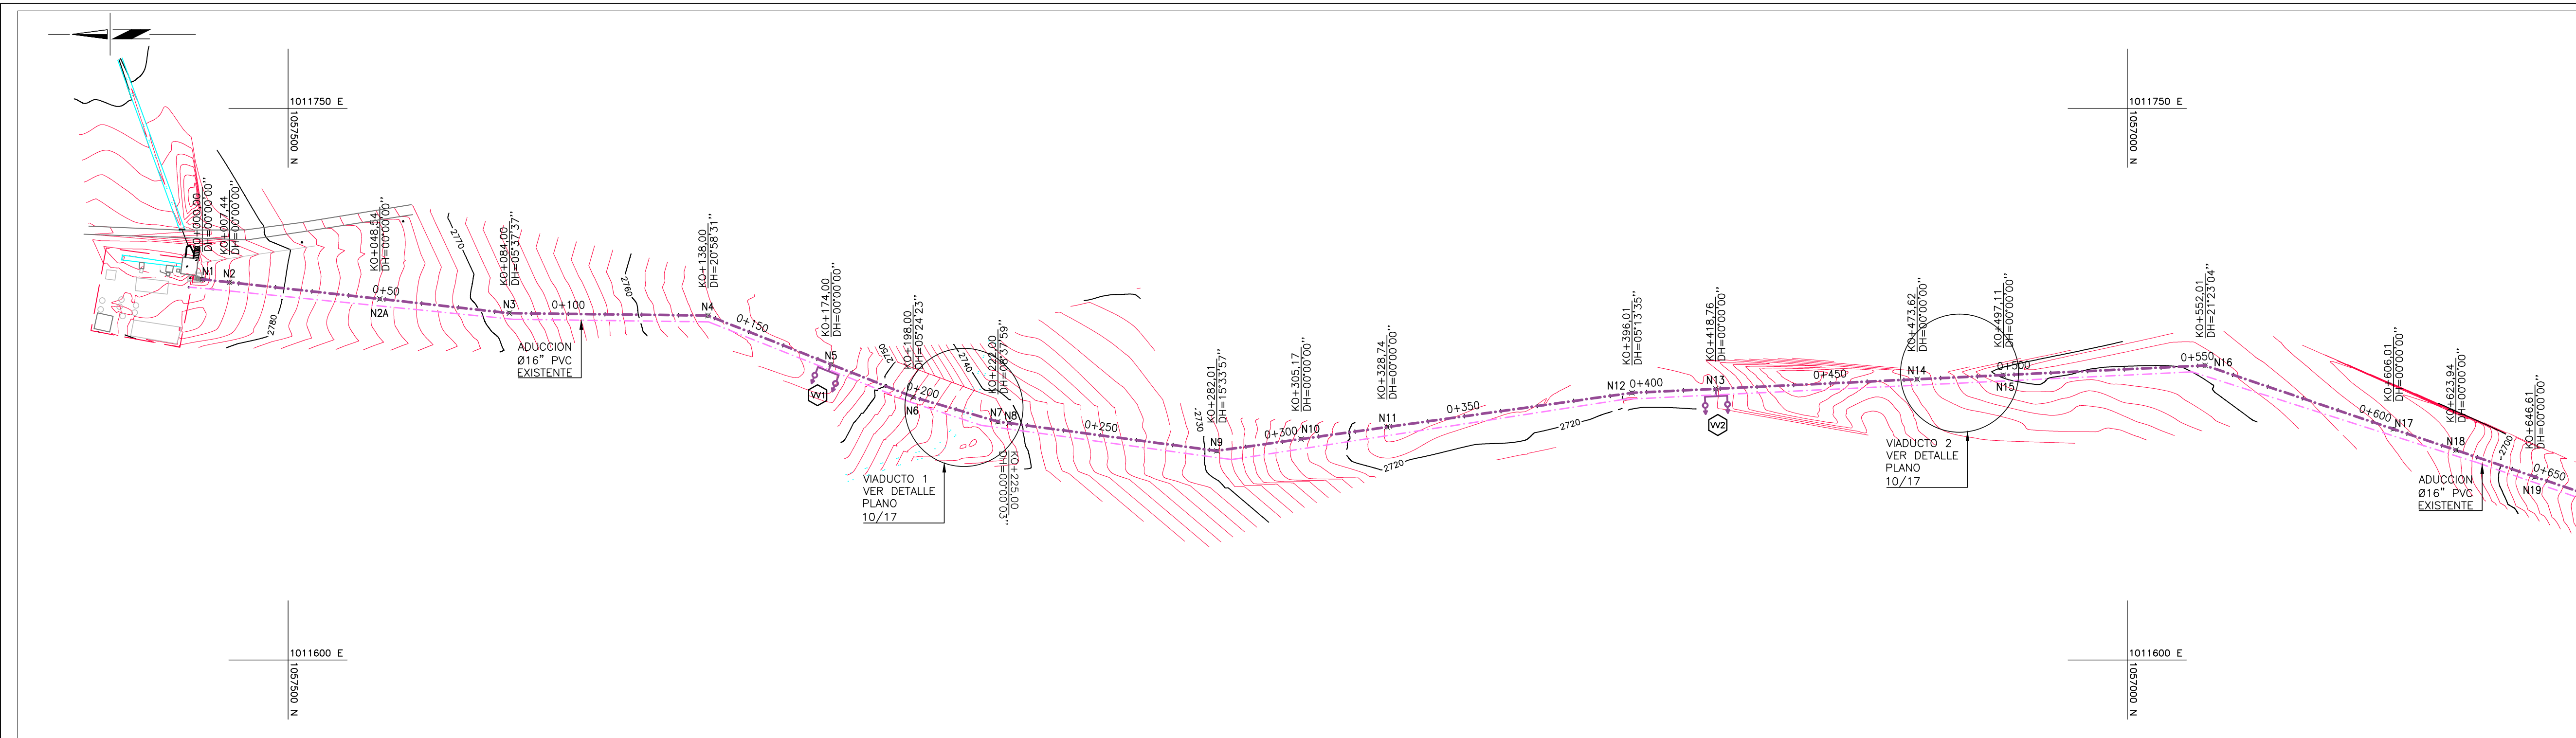 1011750 E
1057500 N
1011750 E
1057000 N
K0+000,00
DH=00°00'00''
K0+007,44
DH=00°00'00''
N1
N2
2780
K0+048,54
DH=00°00'00''
0+50
N2A
2770
K0+084,00
DH=05°37'37''
N3
0+100
ADUCCION
Ø16" PVC
EXISTENTE
2760
K0+138,00
DH=20°58'31''
N4
0+150
K0+174,00
DH=00°00'00''
N5
VV1
2750
K0+198,00
DH=05°24'23''
0+200
N6
2740
K0+222,00
DH=08°37'59''
N7
N8
K0+225,00
DH=00°00'03''
VIADUCTO 1
VER DETALLE
PLANO
10/17
0+250
2730
K0+282,01
DH=15°33'57''
N9
0+300
K0+305,17
DH=00°00'00''
N10
K0+328,74
DH=00°00'00''
N11
2720
0+350
2720
K0+396,01
DH=05°13'35''
N12
0+400
K0+418,76
DH=00°00'00''
N13
VV2
0+450
K0+473,62
DH=00°00'00''
N14
K0+497,11
DH=00°00'00''
0+500
N15
VIADUCTO 2
VER DETALLE
PLANO
10/17
K0+552,01
DH=21°23'04''
0+550
N16
K0+606,01
DH=00°00'00''
0+600
N17
K0+623,94
DH=00°00'00''
N18
2700
K0+646,61
DH=00°00'00''
0+650
N19
ADUCCION
Ø16" PVC
EXISTENTE
1011600 E
1057500 N
1011600 E
1057000 N